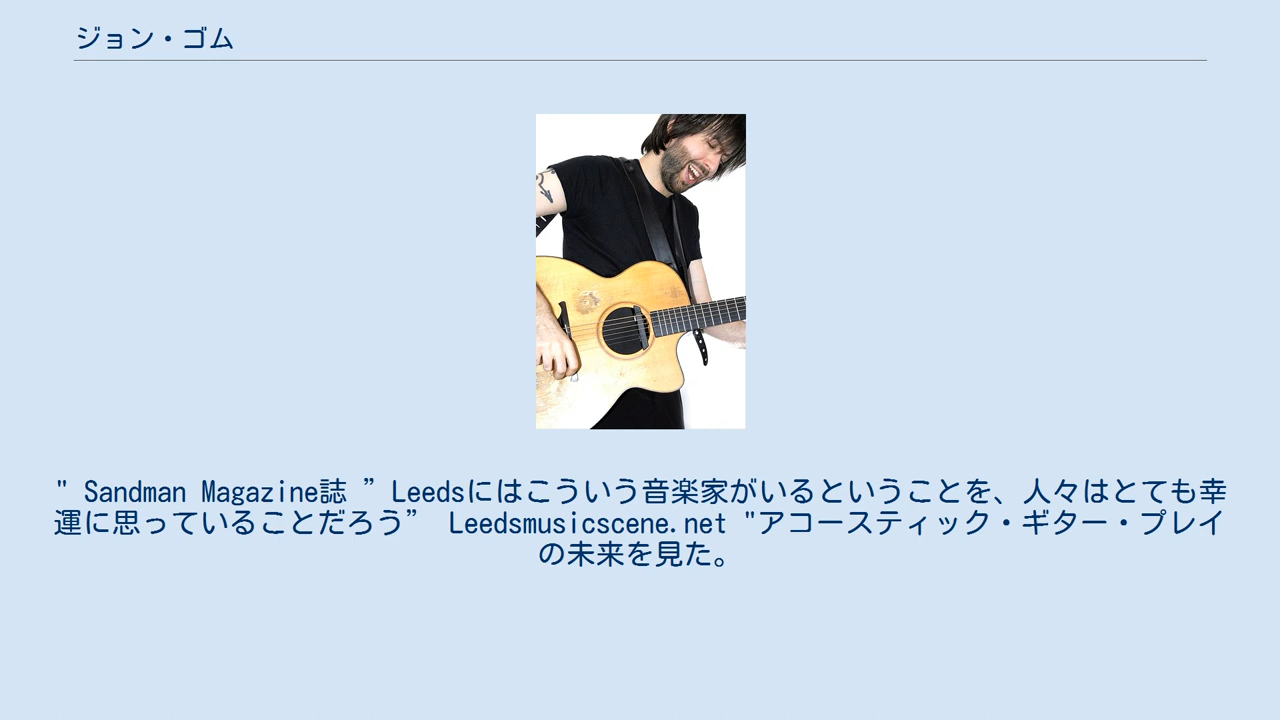 ジョン・ゴム
" Sandman Magazine誌 ”Leedsにはこういう音楽家がいるということを、人々はとても幸
運に思っていることだろう” Leedsmusicscene.net "アコースティック・ギター・プレイ
の未来を見た。